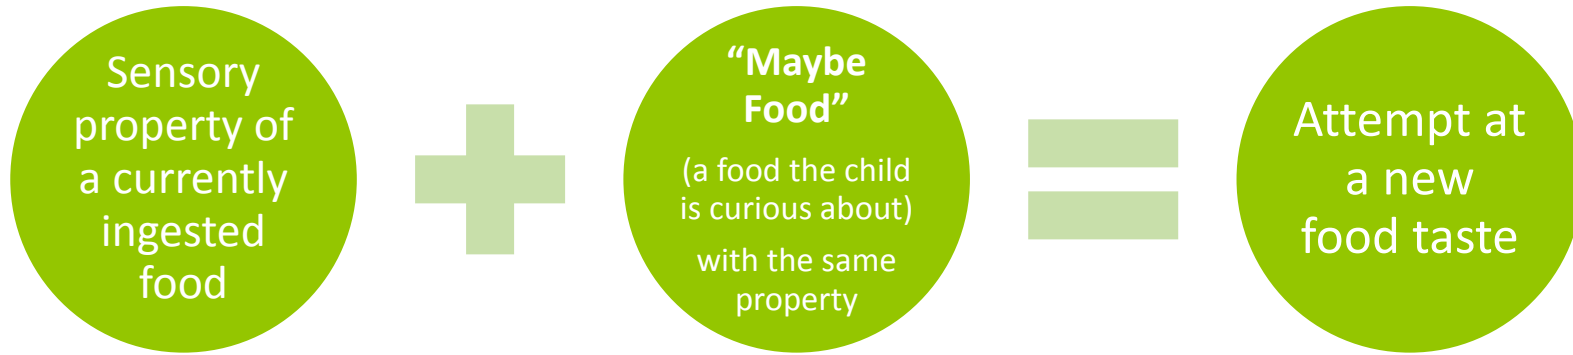 Sensory
property of
a currently
ingested
food
“Maybe
Food”
(a food the child
is curious about)
with the same
property
Attempt at
a new
food taste